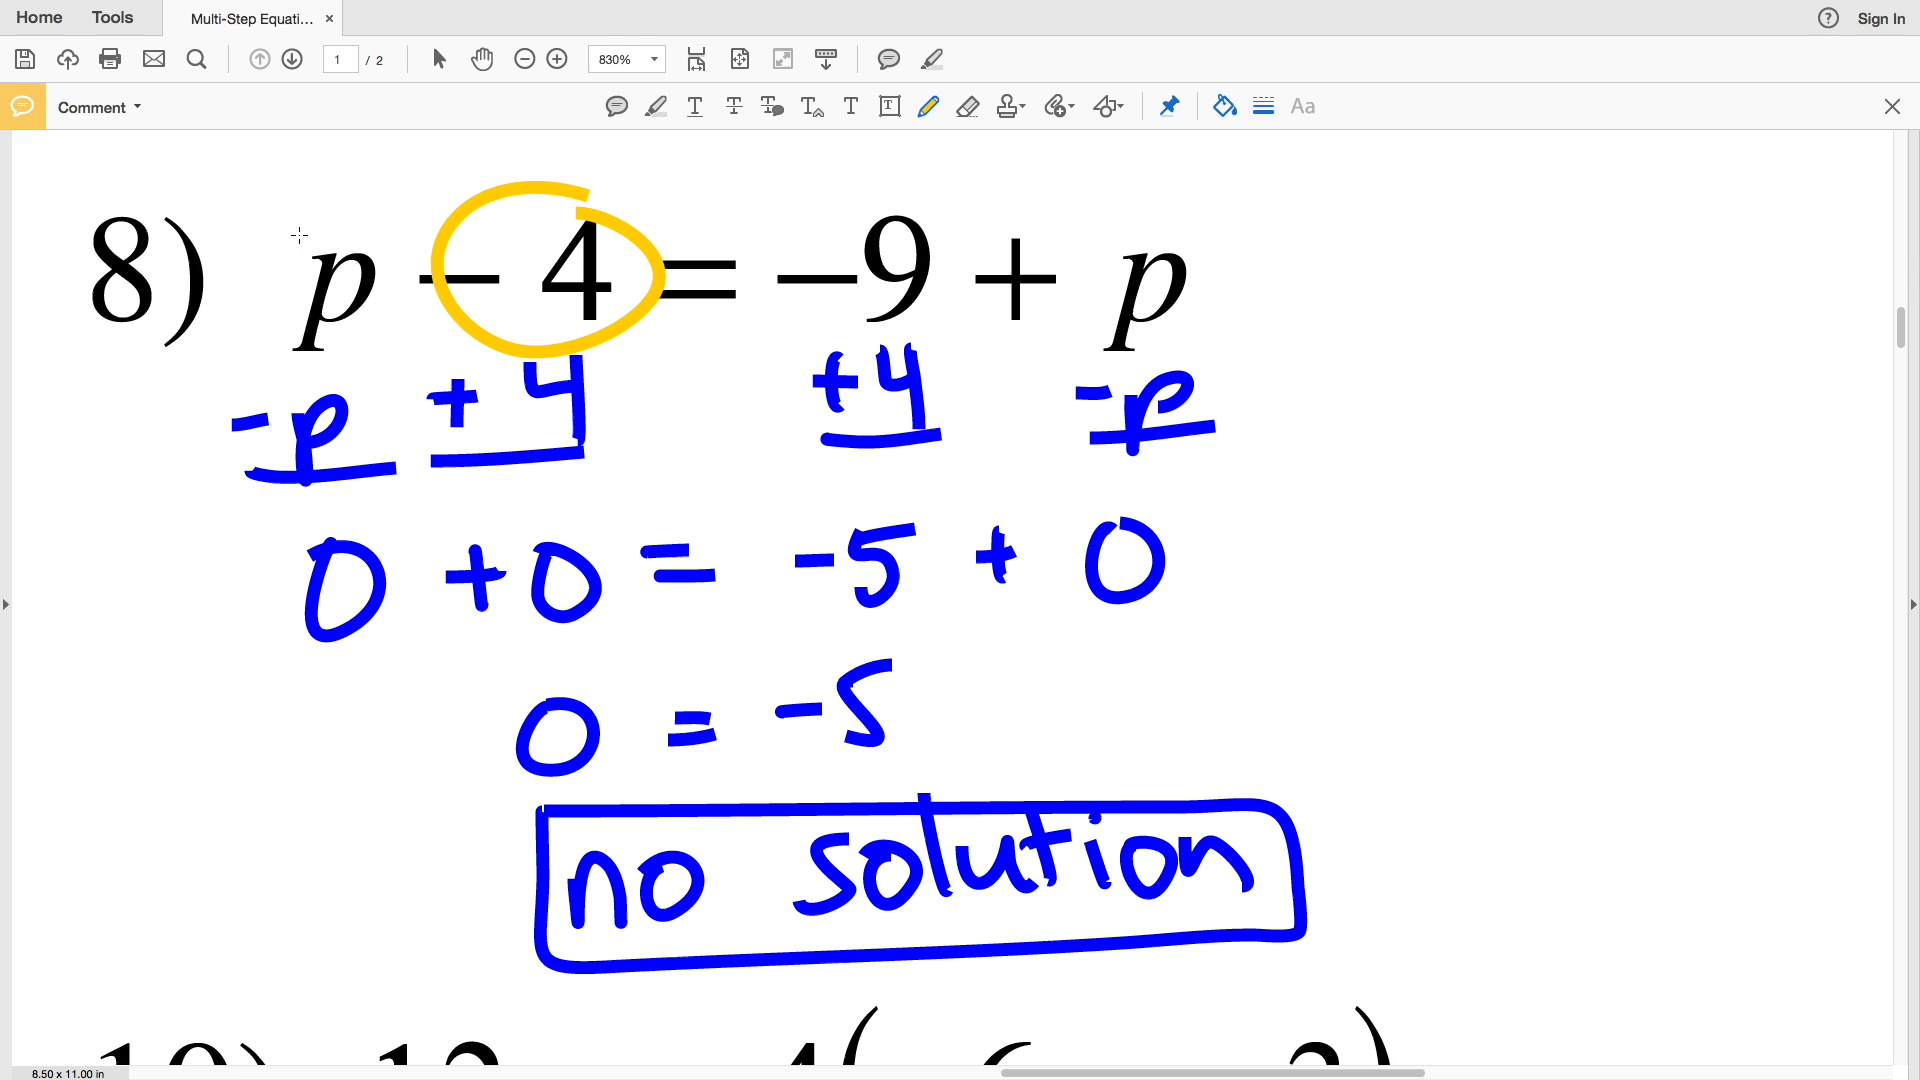 Home Tools Multi-Step Equati... × ? Sign In
1 / 2 830%
Comment T T T T T T Aa
8) p − 4 = −9 + p
-p +4 +4 -p
0 + 0 = -5 + 0
0 = -5
no solution
8.50 x 11.00 in